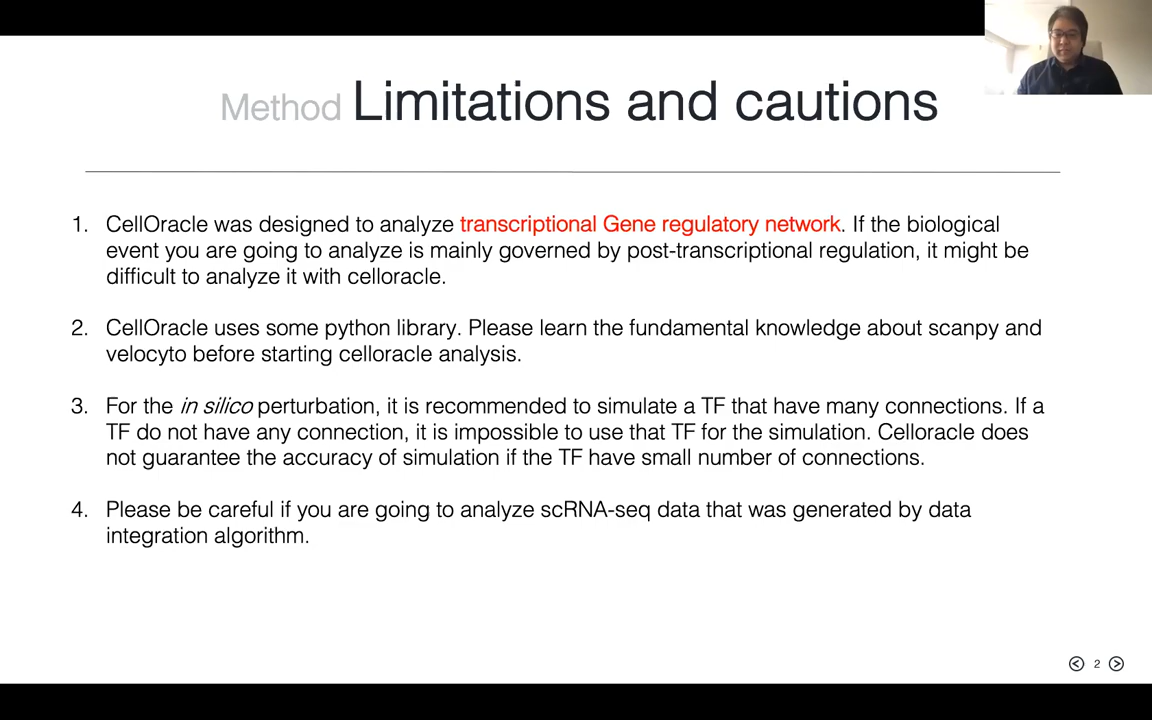 Method Limitations and cautions
1. CellOracle was designed to analyze transcriptional Gene regulatory network. If the biological
event you are going to analyze is mainly governed by post-transcriptional regulation, it might be
difficult to analyze it with celloracle.
2. CellOracle uses some python library. Please learn the fundamental knowledge about scanpy and
velocyto before starting celloracle analysis.
3. For the in silico perturbation, it is recommended to simulate a TF that have many connections. If a
TF do not have any connection, it is impossible to use that TF for the simulation. Celloracle does
not guarantee the accuracy of simulation if the TF have small number of connections.
4. Please be careful if you are going to analyze scRNA-seq data that was generated by data
integration algorithm.
2